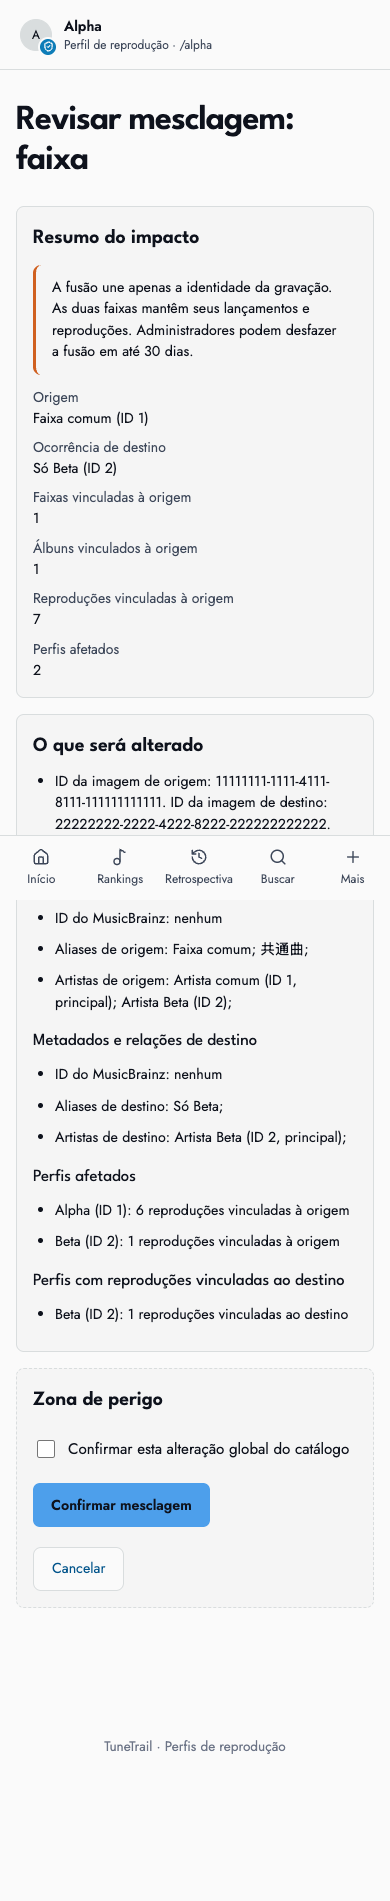 A
Alpha
Perfil de reprodução · /alpha
Revisar mesclagem:
faixa
Resumo do impacto
A fusão une apenas a identidade da gravação.
As duas faixas mantêm seus lançamentos e
reproduções. Administradores podem desfazer
a fusão em até 30 dias.
Origem
Faixa comum (ID 1)
Ocorrência de destino
Só Beta (ID 2)
Faixas vinculadas à origem
1
Álbuns vinculados à origem
1
Reproduções vinculadas à origem
7
Perfis afetados
2
O que será alterado
ID da imagem de origem: 11111111-1111-4111-
8111-111111111111. ID da imagem de destino:
22222222-2222-4222-8222-222222222222.
Início
Rankings
Retrospectiva
Buscar
Mais
ID do MusicBrainz: nenhum
Aliases de origem: Faixa comum; 共通曲;
Artistas de origem: Artista comum (ID 1,
principal); Artista Beta (ID 2);
Metadados e relações de destino
ID do MusicBrainz: nenhum
Aliases de destino: Só Beta;
Artistas de destino: Artista Beta (ID 2, principal);
Perfis afetados
Alpha (ID 1): 6 reproduções vinculadas à origem
Beta (ID 2): 1 reproduções vinculadas à origem
Perfis com reproduções vinculadas ao destino
Beta (ID 2): 1 reproduções vinculadas ao destino
Zona de perigo
Confirmar esta alteração global do catálogo
Confirmar mesclagem
Cancelar
TuneTrail · Perfis de reprodução